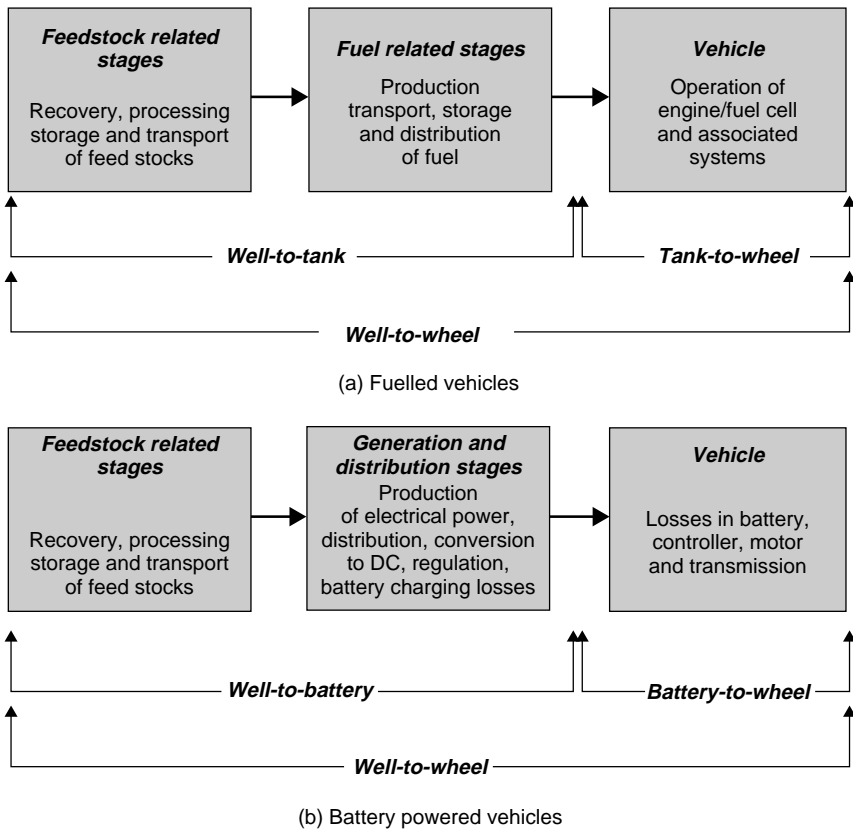 Feedstock related
stages
Recovery, processing
storage and transport
of feed stocks
Fuel related stages
Production
transport, storage
and distribution
of fuel
Vehicle
Operation of
engine/fuel cell
and associated
systems
Well-to-tank
Tank-to-wheel
Well-to-wheel
(a) Fuelled vehicles
Feedstock related
stages
Recovery, processing
storage and transport
of feed stocks
Generation and
distribution stages
Production
of electrical power,
distribution, conversion
to DC, regulation,
battery charging losses
Vehicle
Losses in battery,
controller, motor
and transmission
Well-to-battery
Battery-to-wheel
Well-to-wheel
(b) Battery powered vehicles